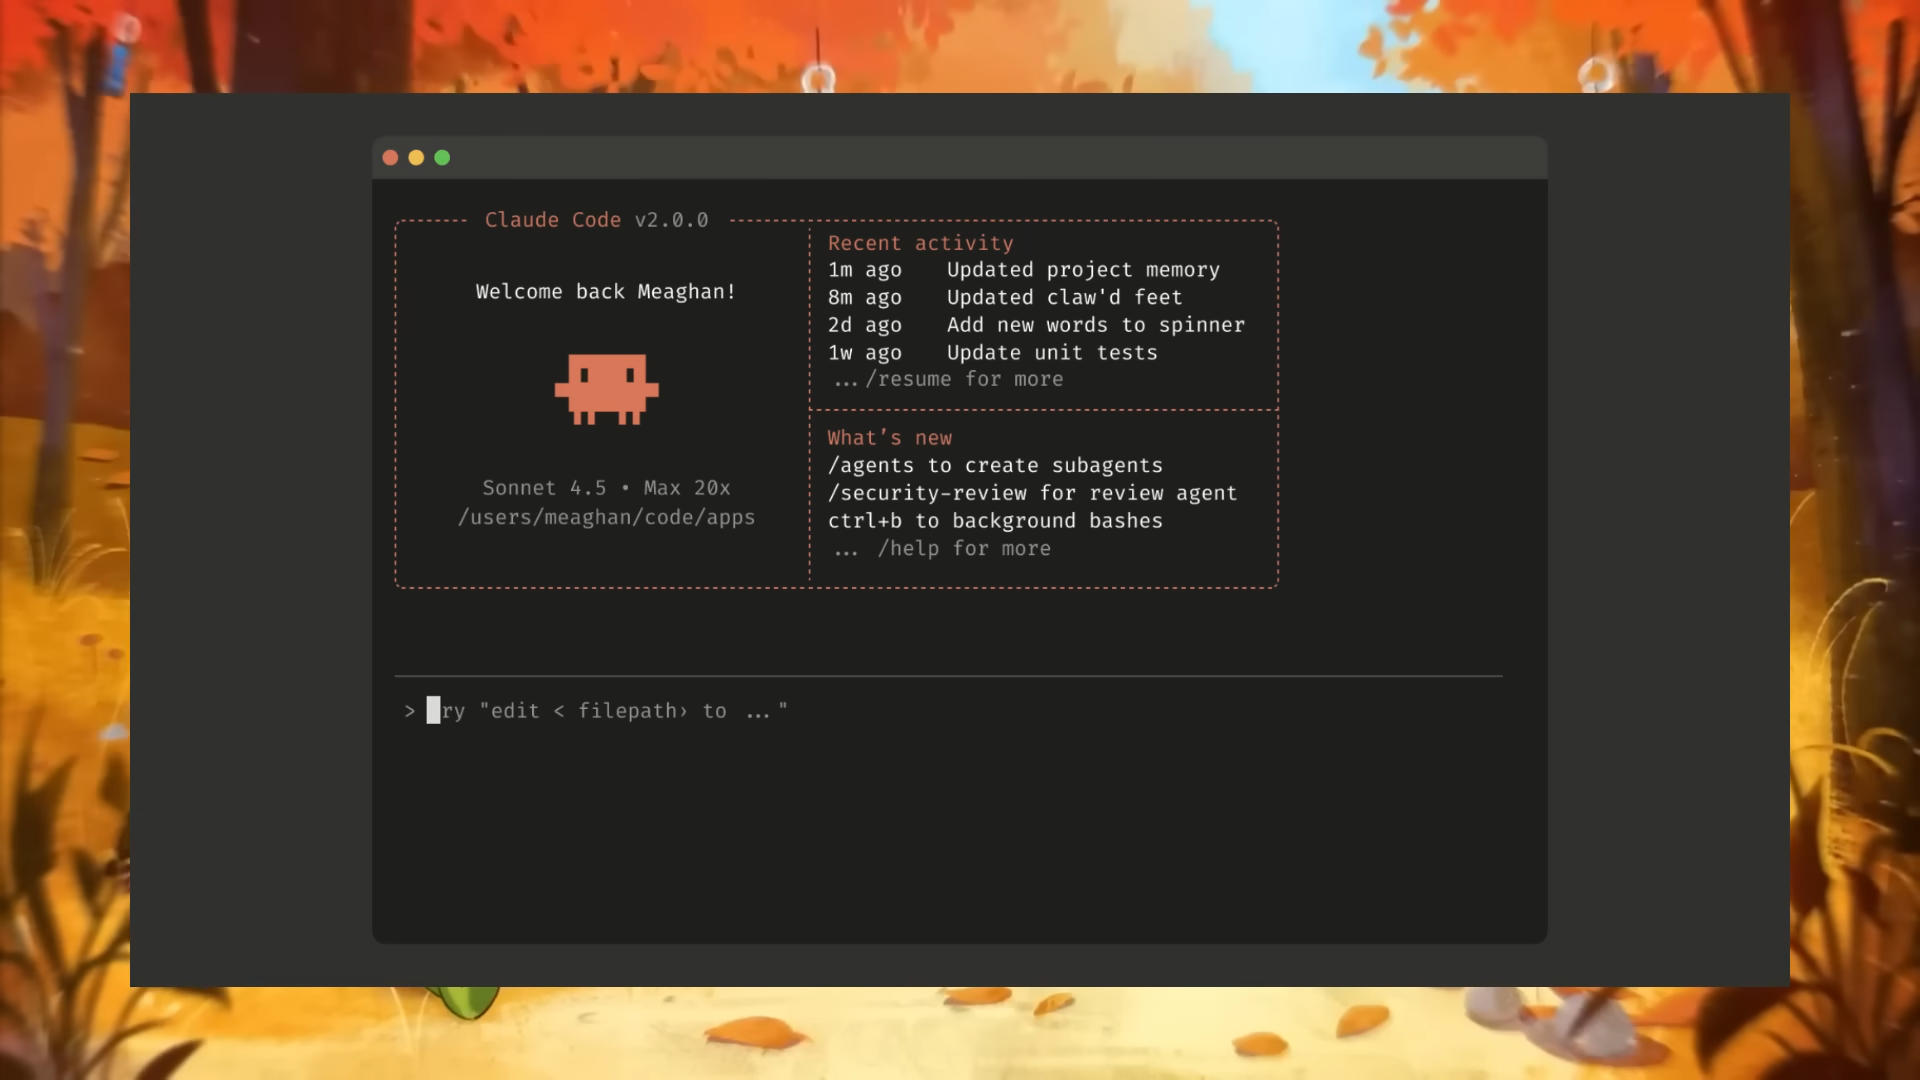 Claude Code v2.0.0
Welcome back Meaghan!
Sonnet 4.5 • Max 20x
/users/meaghan/code/apps
Recent activity
1m ago Updated project memory
8m ago Updated claw'd feet
2d ago Add new words to spinner
1w ago Update unit tests
... /resume for more
What's new
/agents to create subagents
/security-review for review agent
ctrl+b to background bashes
... /help for more
> ry "edit < filepath› to ... "